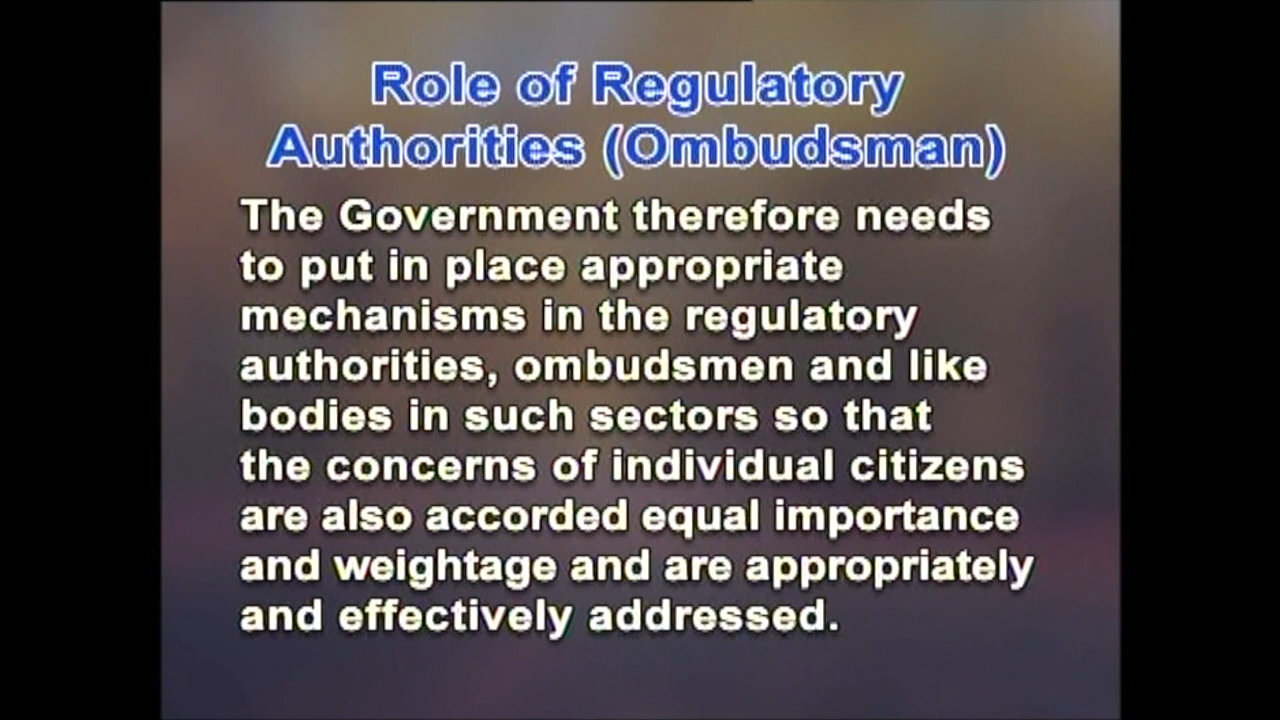 Role of Regulatory
Authorities (Ombudsman)
The Government therefore needs
to put in place appropriate
mechanisms in the regulatory
authorities, ombudsmen and like
bodies in such sectors so that
the concerns of individual citizens
are also accorded equal importance
and weightage and are appropriately
and effectively addressed.